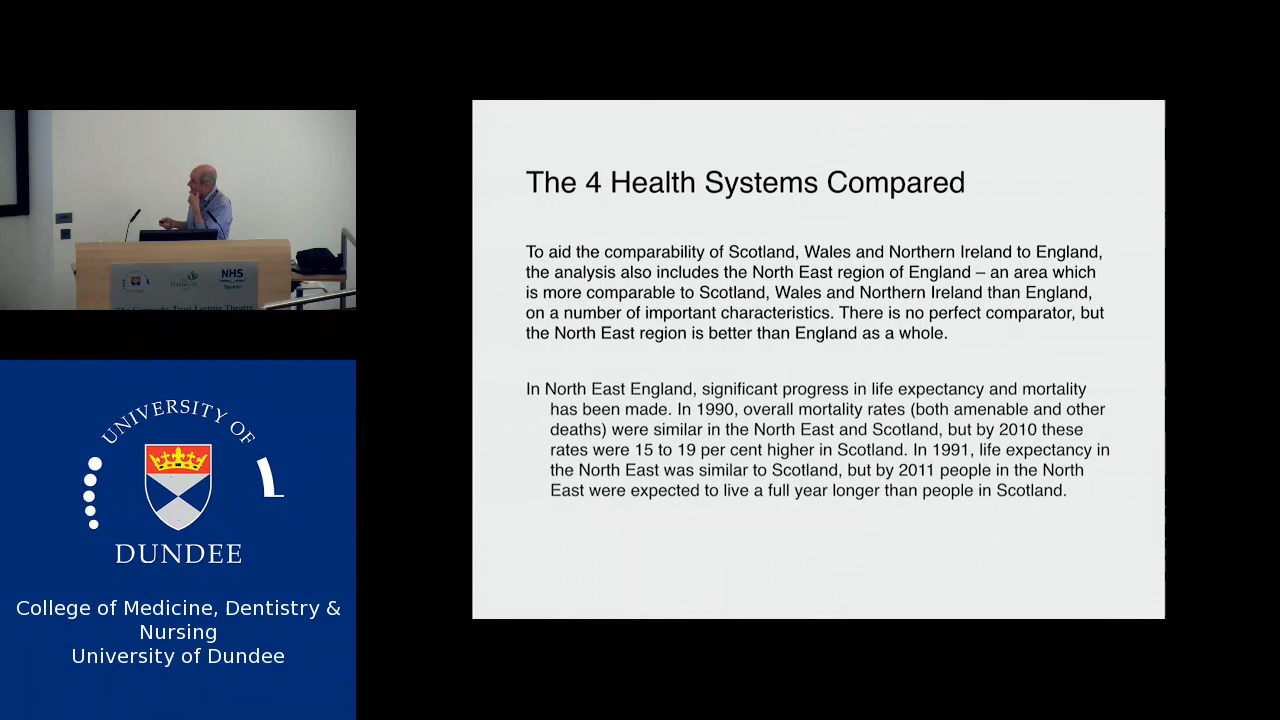 The 4 Health Systems Compared
To aid the comparability of Scotland, Wales and Northern Ireland to England,
the analysis also includes the North East region of England – an area which
is more comparable to Scotland, Wales and Northern Ireland than England,
on a number of important characteristics. There is no perfect comparator, but
the North East region is better than England as a whole.
In North East England, significant progress in life expectancy and mortality
has been made. In 1990, overall mortality rates (both amenable and other
deaths) were similar in the North East and Scotland, but by 2010 these
rates were 15 to 19 per cent higher in Scotland. In 1991, life expectancy in
the North East was similar to Scotland, but by 2011 people in the North
East were expected to live a full year longer than people in Scotland.
NHS
Tayside
UNIVERSITY OF
DUNDEE
College of Medicine, Dentistry &
Nursing
University of Dundee